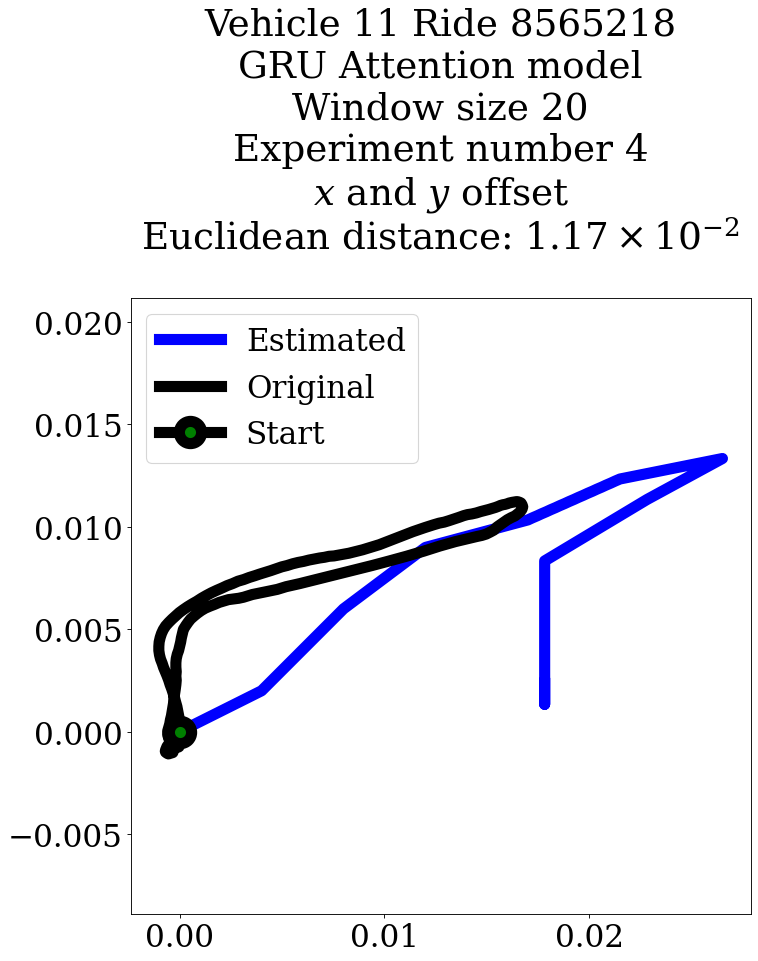 Vehicle 11 Ride 8565218
GRU Attention model
Window size 20
Experiment number 4
x and y offset
Euclidean distance: 1.17 × 10⁻²
0.020
Estimated
Original
Start
0.015
0.010
0.005
0.000
−0.005
0.00 0.01 0.02